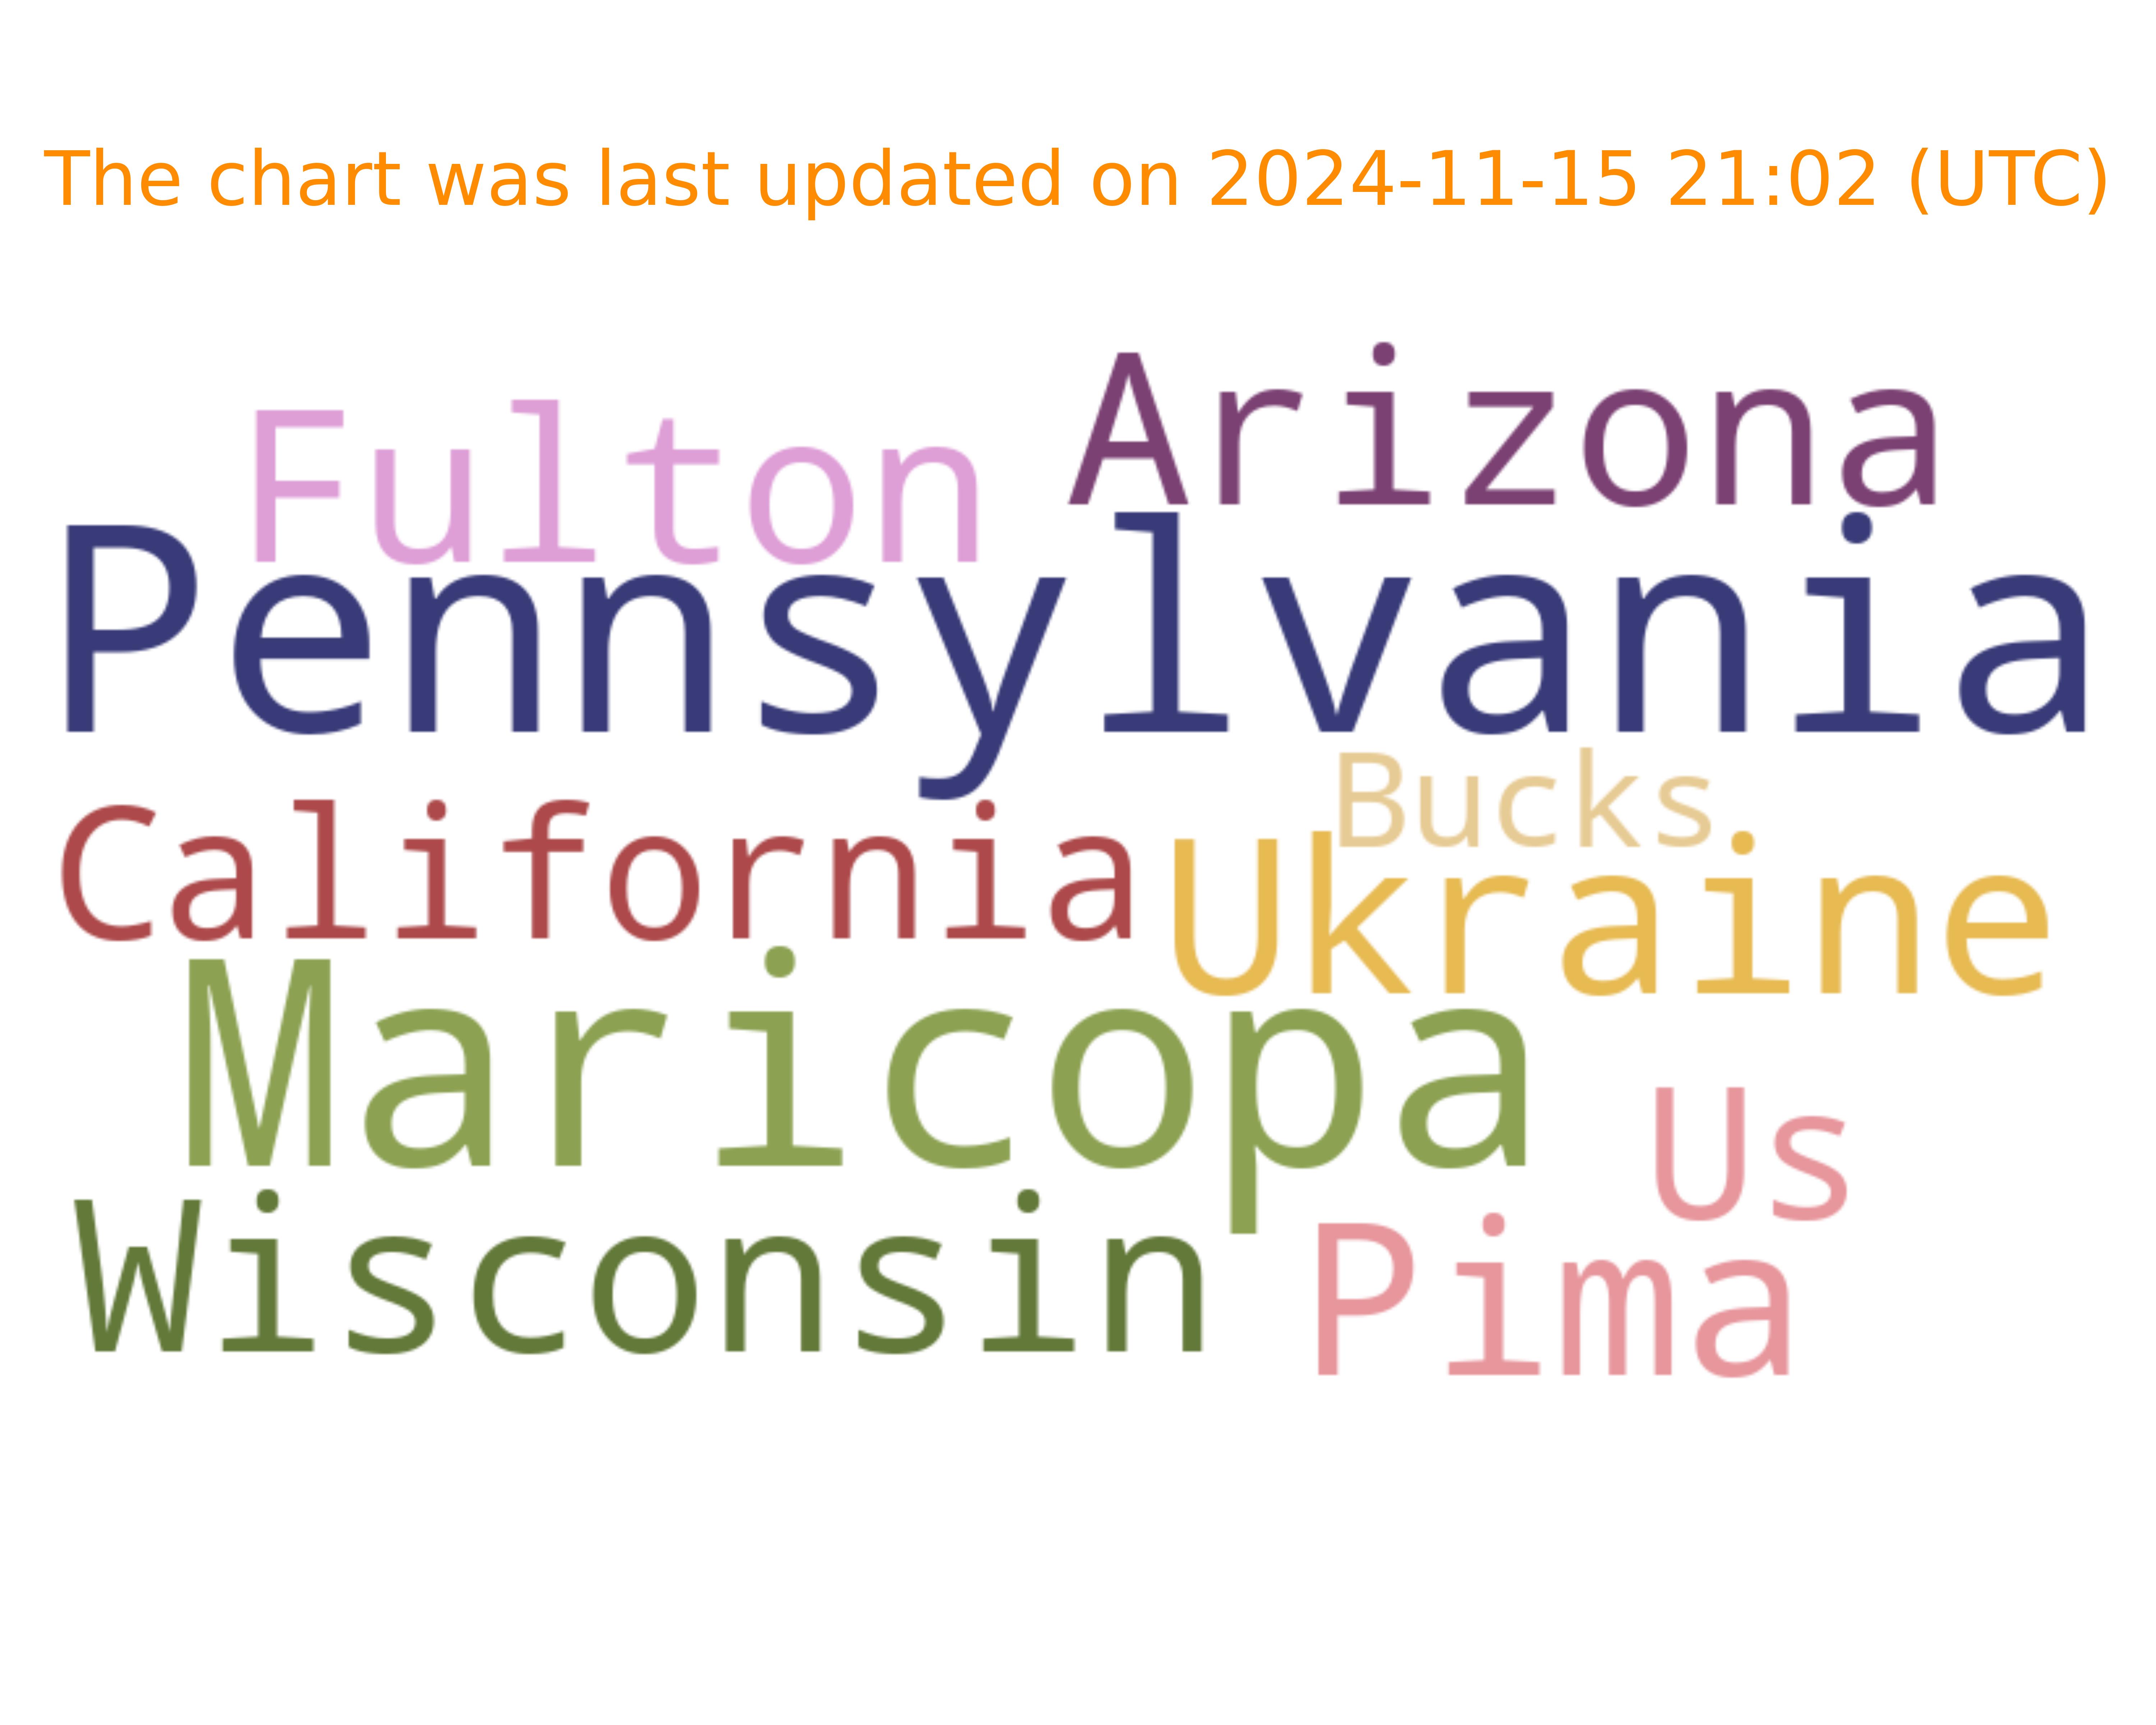 The chart was last updated on 2024-11-15 21:02 (UTC)
Arizona
Fulton
Pennsylvania
Bucks
California
Ukraine
Maricopa
Us
Wisconsin
Pima